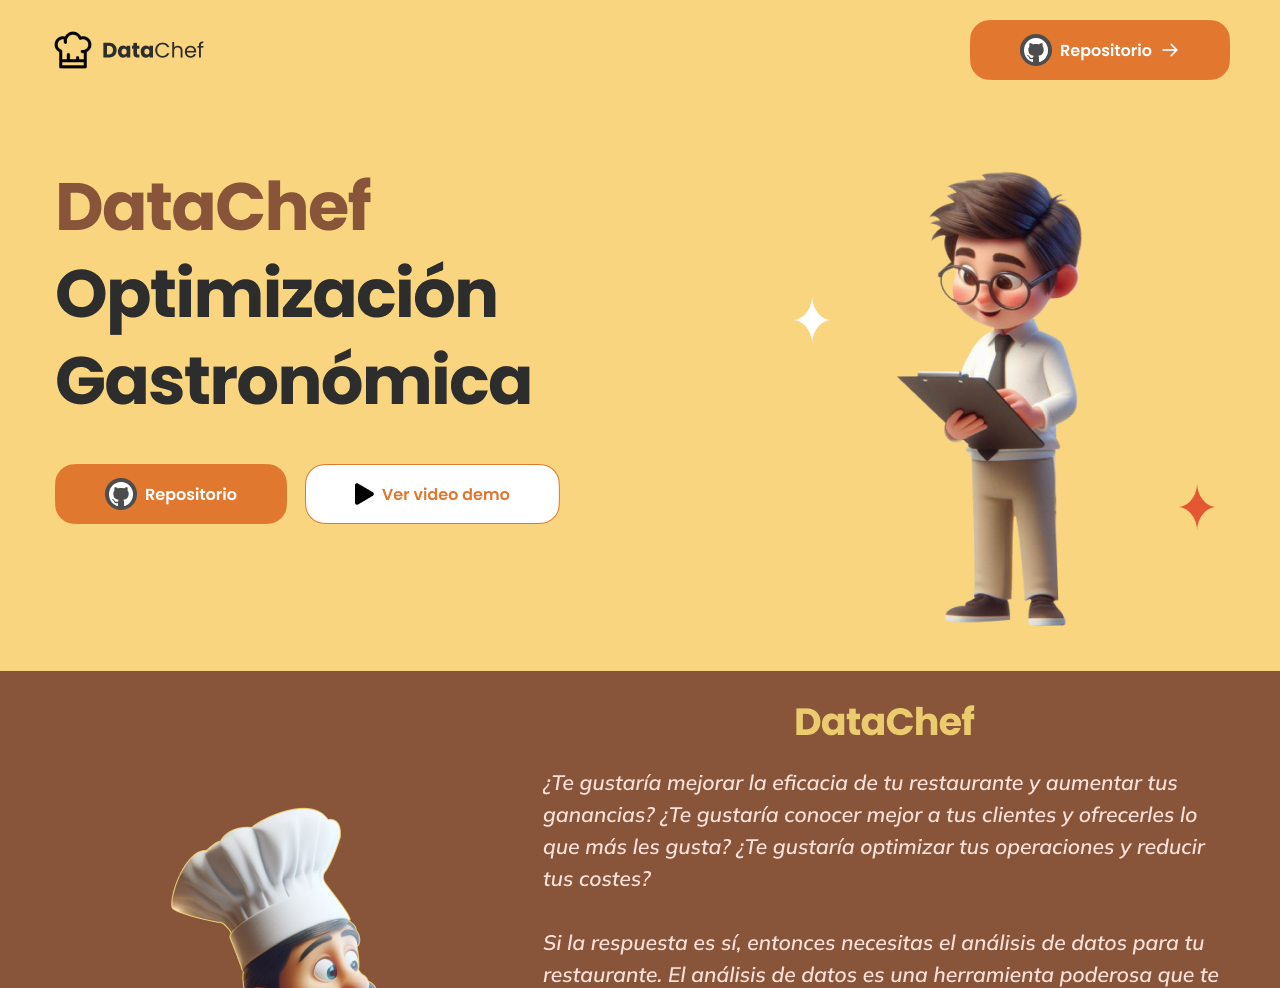 DataChef
Repositorio
DataChef
Optimización
Gastronómica
Repositorio
Ver video demo
DataChef
¿Te gustaría mejorar la eficacia de tu restaurante y aumentar tus
ganancias? ¿Te gustaría conocer mejor a tus clientes y ofrecerles lo
que más les gusta? ¿Te gustaría optimizar tus operaciones y reducir
tus costes?
Si la respuesta es sí, entonces necesitas el análisis de datos para tu
restaurante. El análisis de datos es una herramienta poderosa que te